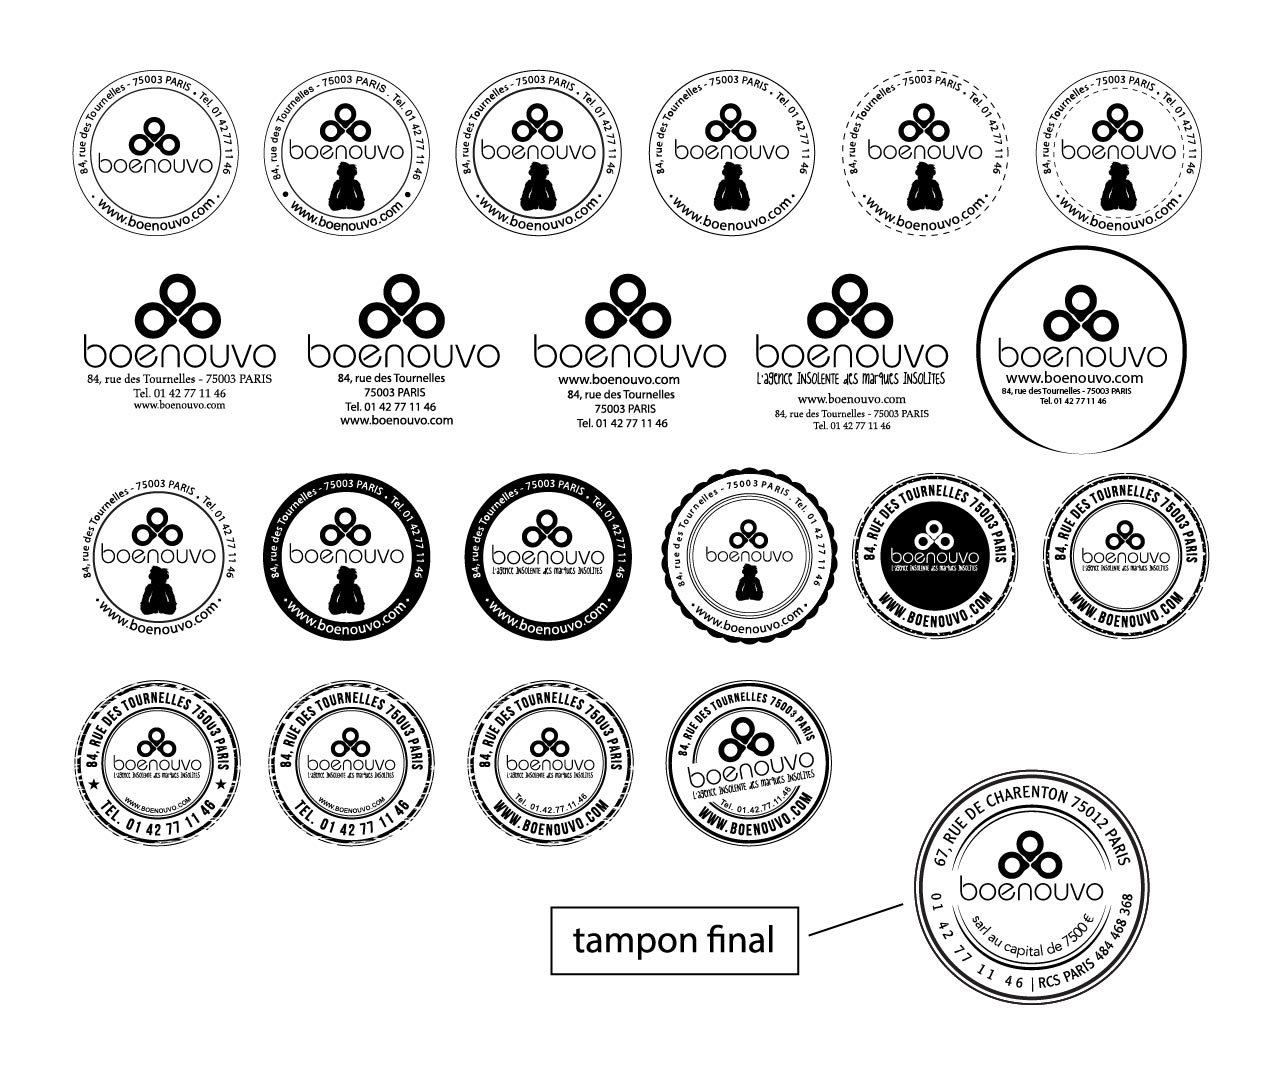 84, rue des Tournelles - 75003 PARIS • Tel. 01 42 77 11 46
boenouvo
• www.boenouvo.com •
84, rue des Tournelles - 75003 PARIS . Tel. 01 42 77 11 46
boenouvo
• www.boenouvo.com •
84, rue des Tournelles - 75003 PARIS • Tel. 01 42 77 11 46
boenouvo
• www.boenouvo.com •
84, rue des Tournelles - 75003 PARIS • Tel. 01 42 77 11 46
boenouvo
• www.boenouvo.com •
84, rue des Tournelles - 75003 PARIS • Tel. 01 42 77 11 46
boenouvo
• www.boenouvo.com •
84, rue des Tournelles - 75003 PARIS • Tel. 01 42 77 11 46
boenouvo
• www.boenouvo.com •
boenouvo
84, rue des Tournelles - 75003 PARIS
Tel. 01 42 77 11 46
www.boenouvo.com
boenouvo
84, rue des Tournelles
75003 PARIS
Tel. 01 42 77 11 46
www.boenouvo.com
boenouvo
www.boenouvo.com
84, rue des Tournelles
75003 PARIS
Tel. 01 42 77 11 46
boenouvo
L'agence INSOLENTE des marques INSOLITES
www.boenouvo.com
84, rue des Tournelles - 75003 PARIS
Tel. 01 42 77 11 46
boenouvo
www.boenouvo.com
84, rue des Tournelles - 75003 PARIS
Tel. 01 42 77 11 46
84, rue des Tournelles - 75003 PARIS • Tel. 01 42 77 11 46
boenouvo
• www.boenouvo.com •
84, rue des Tournelles - 75003 PARIS • Tel. 01 42 77 11 46
boenouvo
• www.boenouvo.com •
84, rue des Tournelles - 75003 PARIS • Tel. 01 42 77 11 46
boenouvo
L'agence INSOLENTE des marques INSOLITES
• www.boenouvo.com •
84, rue des Tournelles - 75003 PARIS . Tel. 01 42 77 11 46
boenouvo
• www.boenouvo.com •
84, RUE DES TOURNELLES 75003 PARIS
boenouvo
L'agence INSOLENTE des marques INSOLITES
WWW.BOENOUVO.COM
84, RUE DES TOURNELLES 75003 PARIS
boenouvo
L'agence INSOLENTE des marques INSOLITES
WWW.BOENOUVO.COM
84, RUE DES TOURNELLES 75003 PARIS
boenouvo
L'agence INSOLENTE des marques INSOLITES
WWW.BOENOUVO.COM
★ TEL. 01 42 77 11 46 ★
84, RUE DES TOURNELLES 75003 PARIS
boenouvo
L'agence INSOLENTE des marques INSOLITES
WWW.BOENOUVO.COM
TEL. 01 42 77 11 46
84, RUE DES TOURNELLES 75003 PARIS
boenouvo
L'agence INSOLENTE des marques INSOLITES
Tel. 01.42.77.11.46
WWW.BOENOUVO.COM
84, RUE DES TOURNELLES 75003 PARIS
boenouvo
L'agence INSOLENTE des marques INSOLITES
Tel. 01.42.77.11.46
WWW.BOENOUVO.COM
67, RUE DE CHARENTON 75012 PARIS
boenouvo
sarl au capital de 7500 €
01 42 77 11 46 | RCS PARIS 484 468 368
tampon final